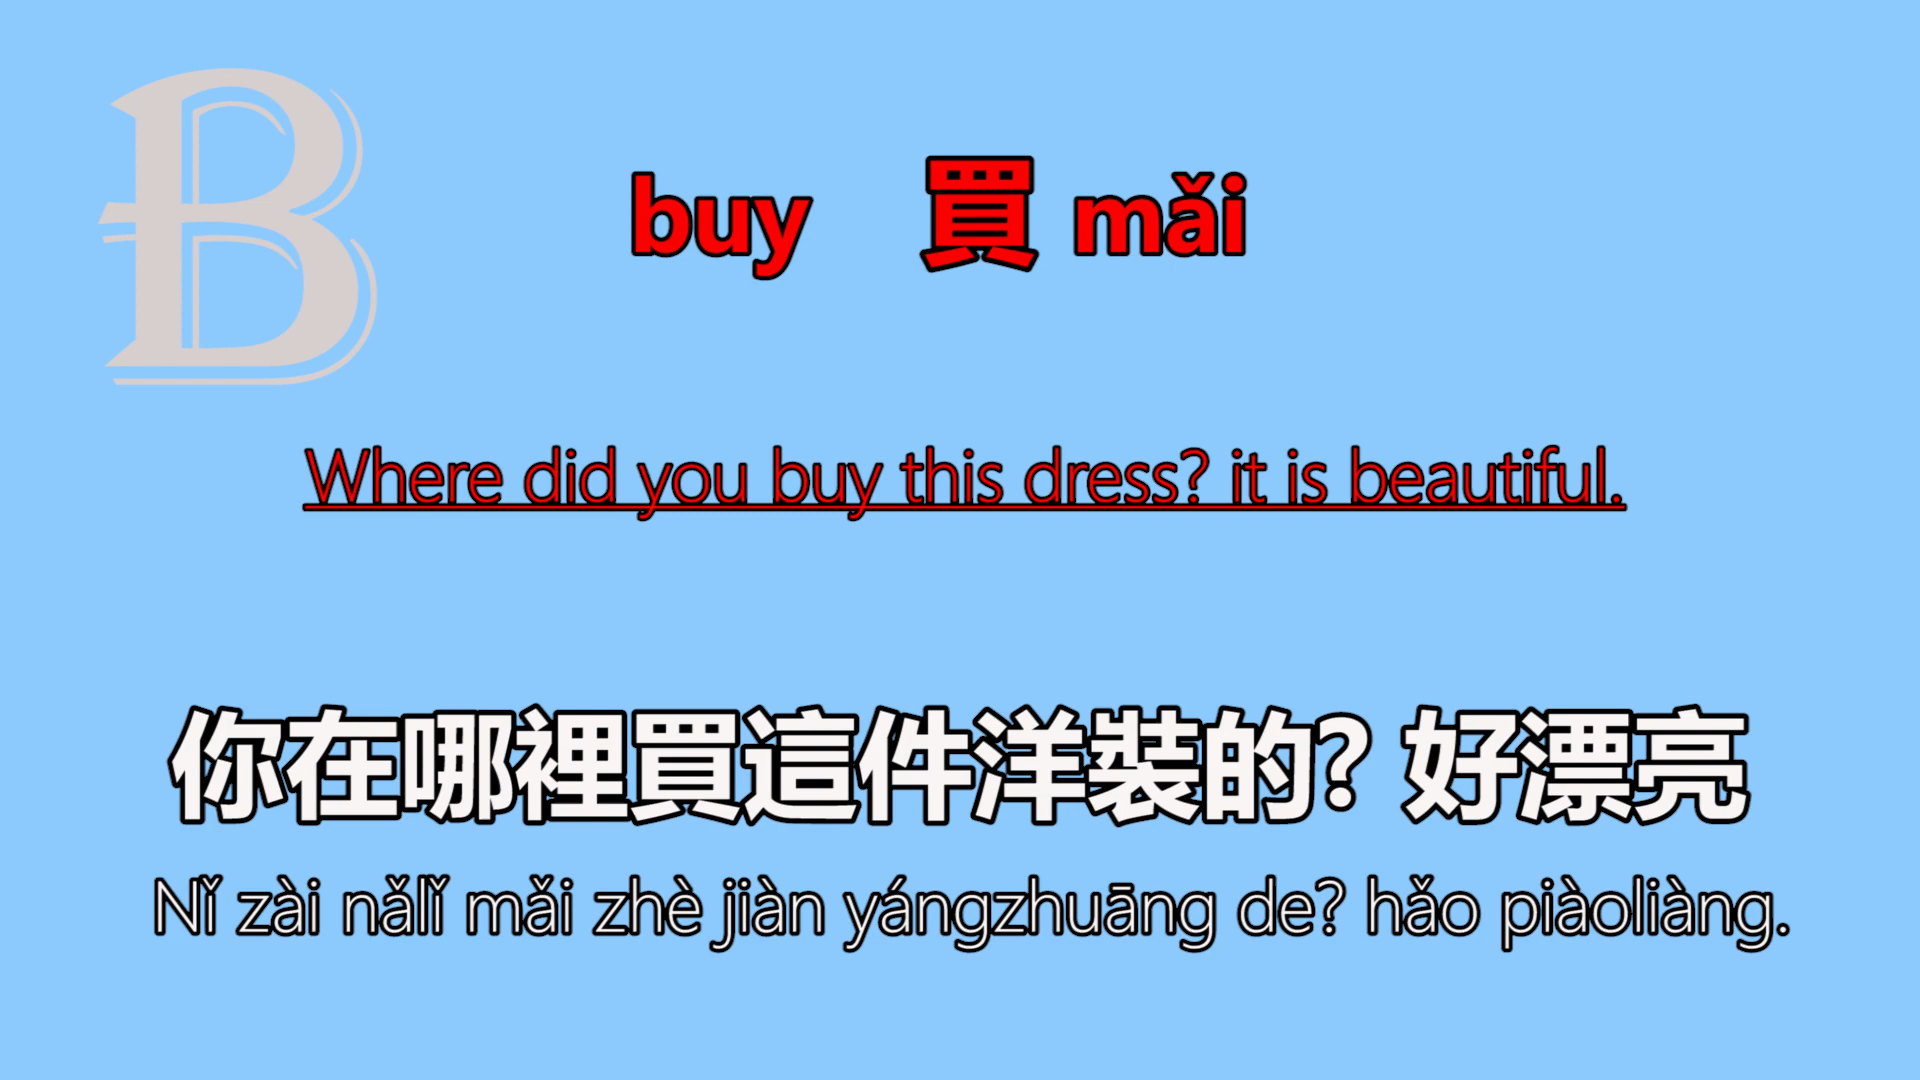 B
buy 買 mǎi
Where did you buy this dress? it is beautiful.
你在哪裡買這件洋裝的? 好漂亮
Nǐ zài nǎlǐ mǎi zhè jiàn yángzhuāng de? hǎo piàoliàng.